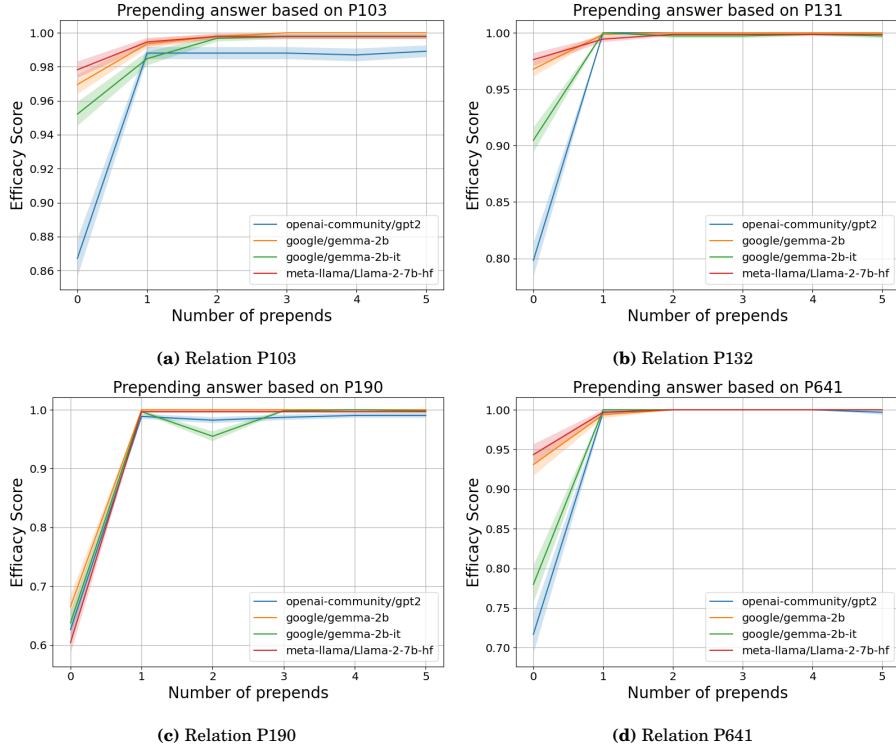 Prepending answer based on P103
1.00
0.98
0.96
0.94
0.92
0.90
0.88
0.86
Efficacy Score
openai-community/gpt2
google/gemma-2b
google/gemma-2b-it
meta-llama/Llama-2-7b-hf
0 1 2 3 4 5
Number of prepends
(a) Relation P103
Prepending answer based on P131
1.00
0.95
0.90
0.85
0.80
Efficacy Score
openai-community/gpt2
google/gemma-2b
google/gemma-2b-it
meta-llama/Llama-2-7b-hf
0 1 2 3 4 5
Number of prepends
(b) Relation P132
Prepending answer based on P190
1.0
0.9
0.8
0.7
0.6
Efficacy Score
openai-community/gpt2
google/gemma-2b
google/gemma-2b-it
meta-llama/Llama-2-7b-hf
0 1 2 3 4 5
Number of prepends
(c) Relation P190
Prepending answer based on P641
1.00
0.95
0.90
0.85
0.80
0.75
0.70
Efficacy Score
openai-community/gpt2
google/gemma-2b
google/gemma-2b-it
meta-llama/Llama-2-7b-hf
0 1 2 3 4 5
Number of prepends
(d) Relation P641